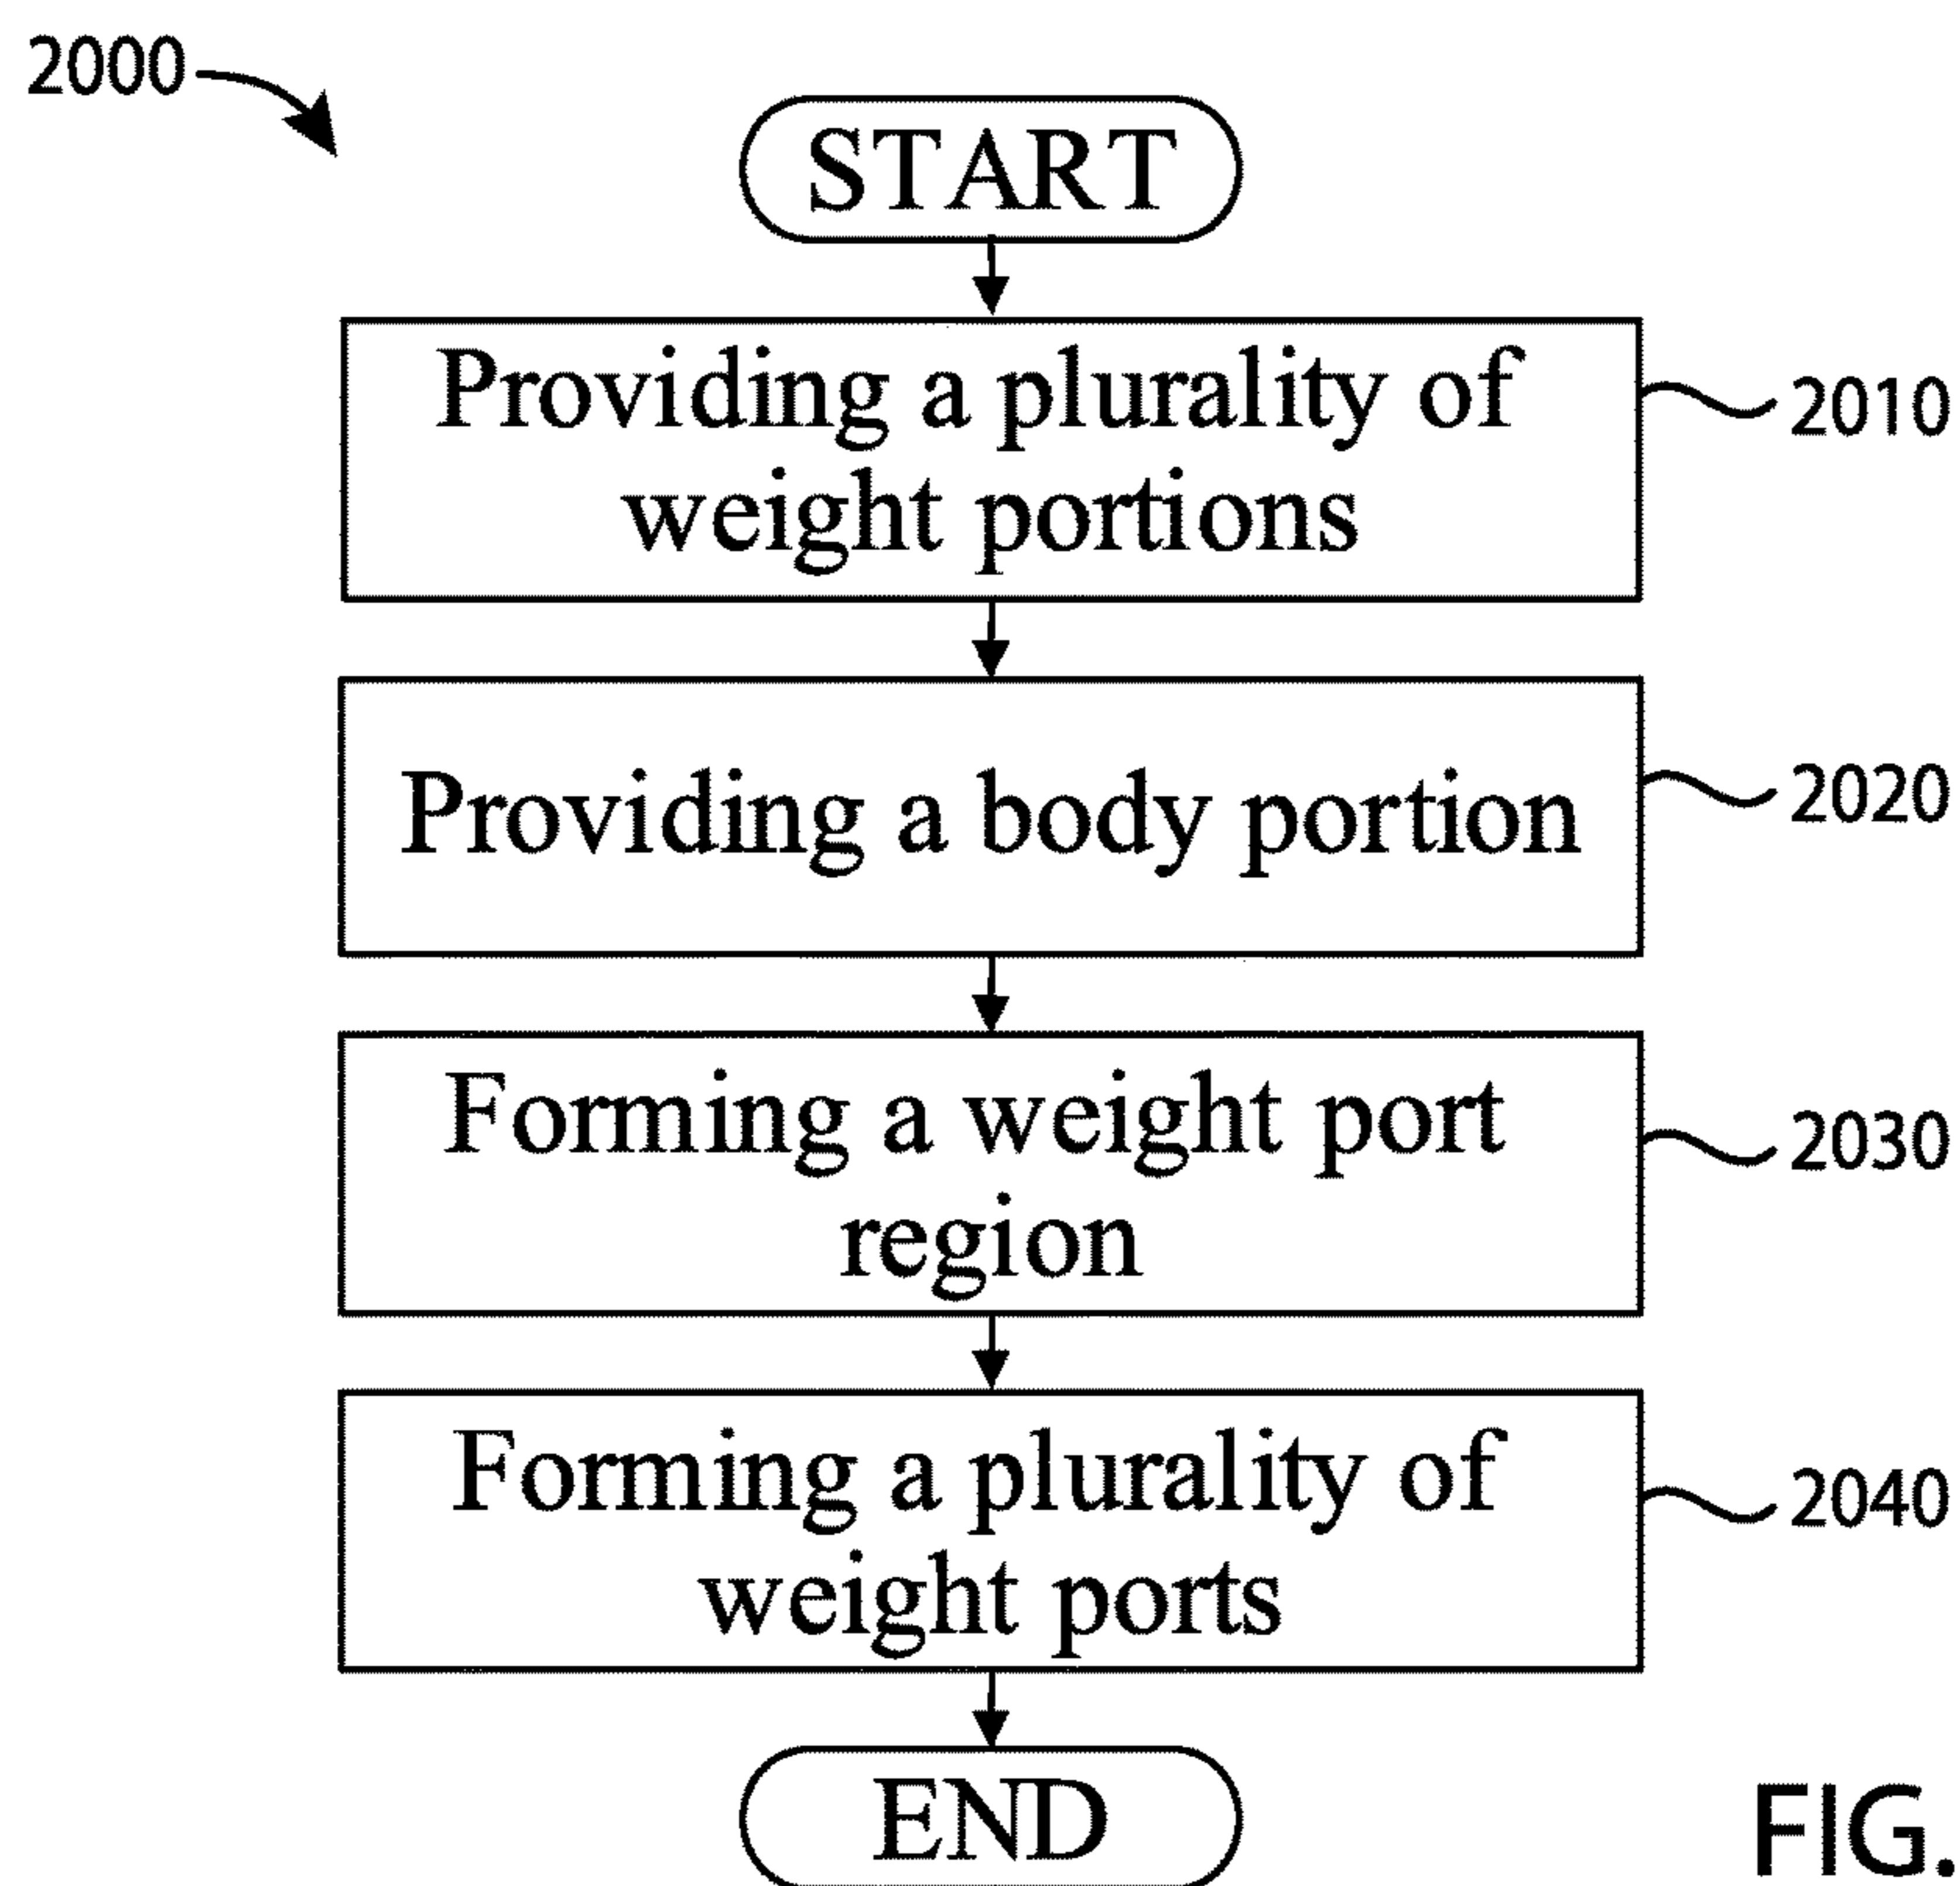 2000
START
Providing a plurality of
weight portions
2010
Providing a body portion
2020
Forming a weight port
region
2030
Forming a plurality of
weight ports
2040
END
FIG.